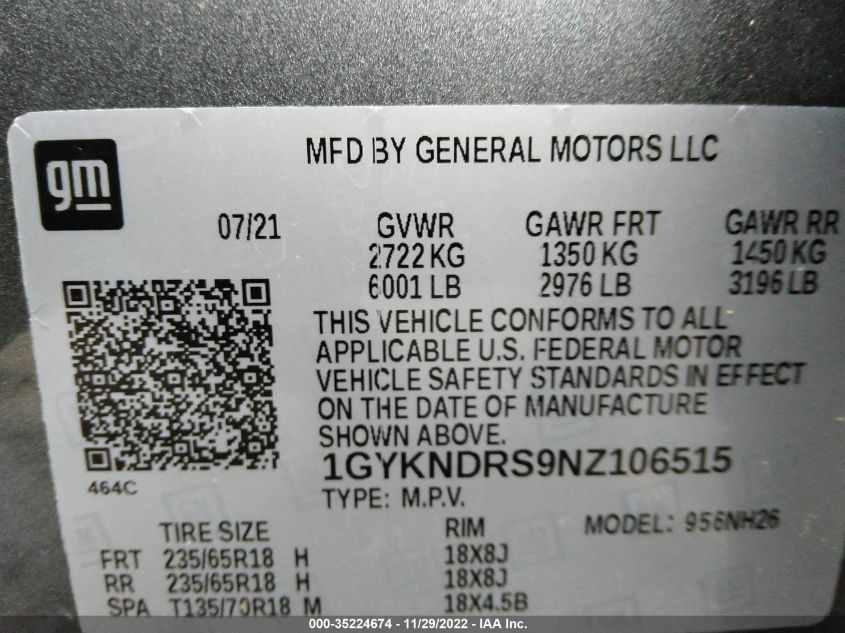 gm
MFD BY GENERAL MOTORS LLC
07/21 GVWR GAWR FRT GAWR RR
2722 KG 1350 KG 1450 KG
6001 LB 2976 LB 3196 LB
THIS VEHICLE CONFORMS TO ALL
APPLICABLE U.S. FEDERAL MOTOR
VEHICLE SAFETY STANDARDS IN EFFECT
ON THE DATE OF MANUFACTURE
SHOWN ABOVE.
1GYKNDRS9NZ106515
464C
TYPE: M.P.V.
TIRE SIZE RIM MODEL: 956NH26
FRT 235/65R18 H 18X8J
RR 235/65R18 H 18X8J
SPA T135/70R18 M 18X4.5B
000-35224674 - 11/29/2022 - IAA Inc.